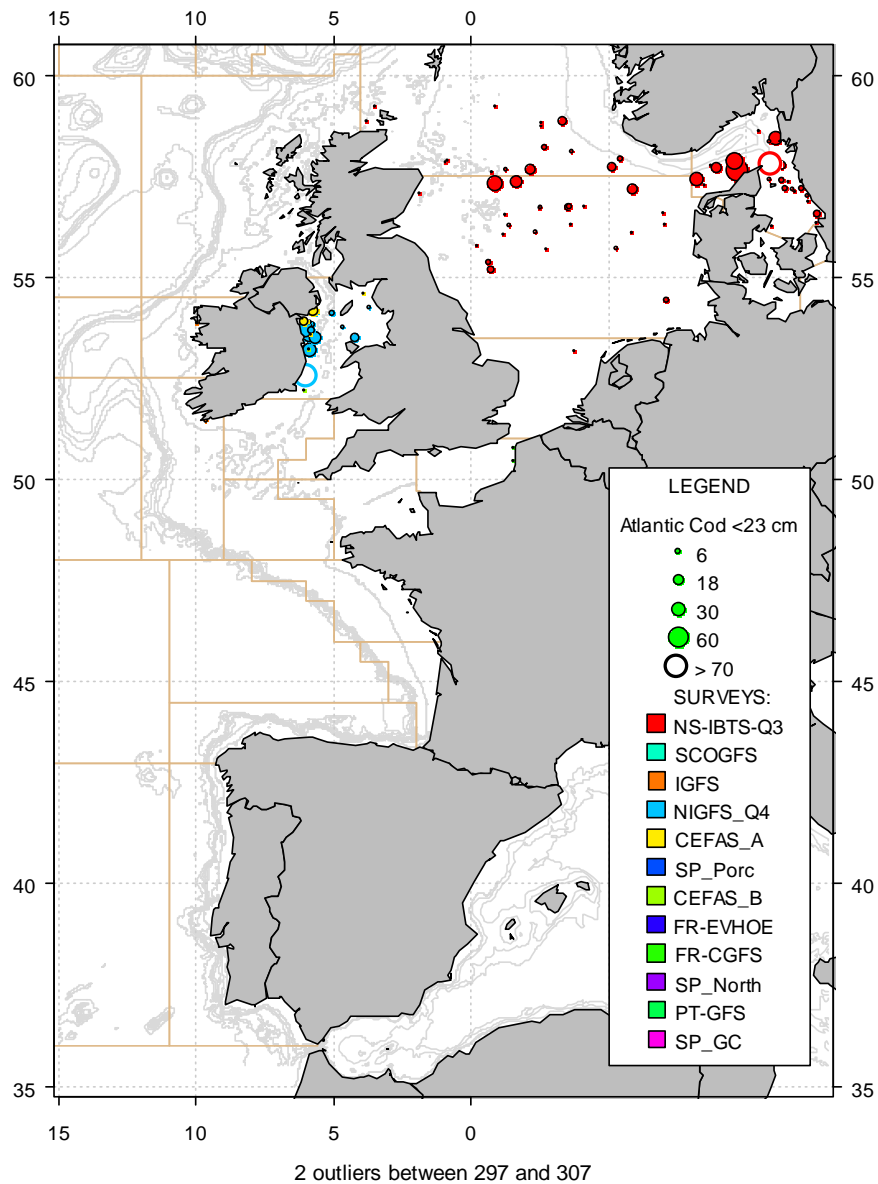 15 10 5 0
60 60
55 55
50 50
LEGEND
Atlantic Cod <23 cm
6
18
30
60
> 70
SURVEYS:
NS-IBTS-Q3
SCOGFS
IGFS
NIGFS_Q4
CEFAS_A
SP_Porc
CEFAS_B
FR-EVHOE
FR-CGFS
SP_North
PT-GFS
SP_GC
45 45
40 40
35 35
15 10 5 0
2 outliers between 297 and 307